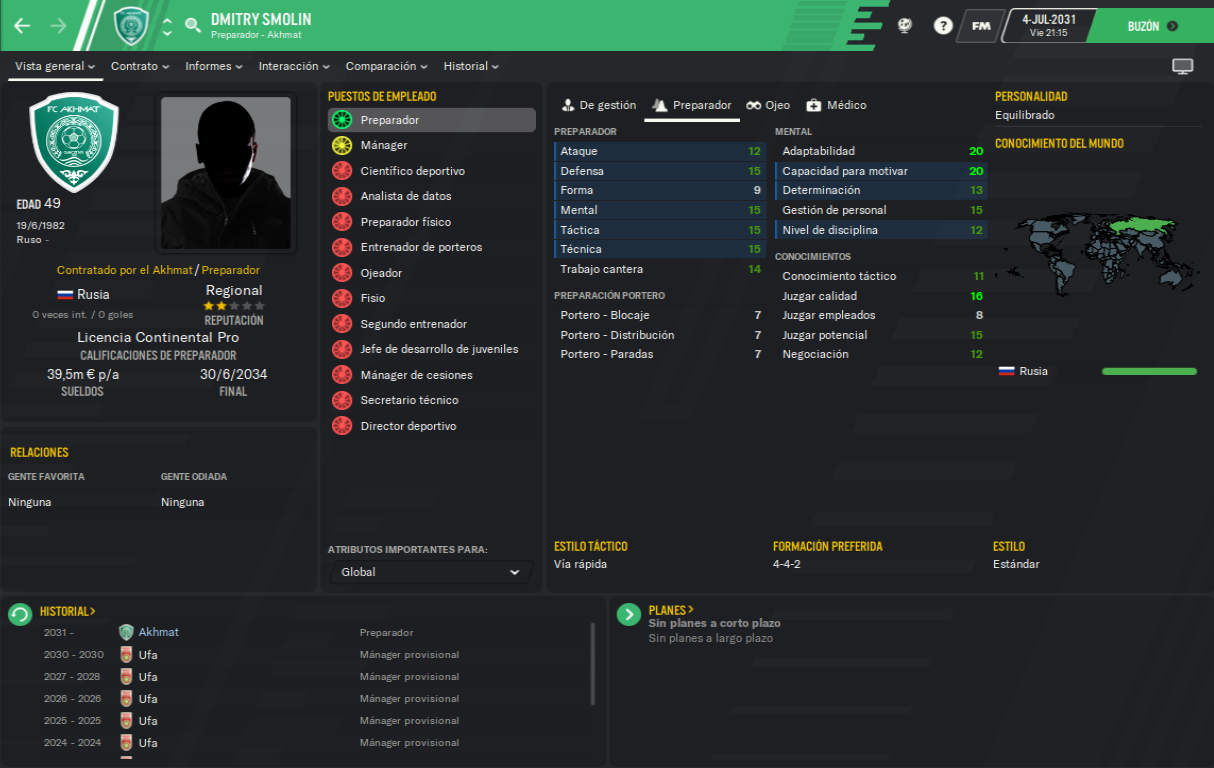 DMITRY SMOLIN
Preparador - Akhmat
FM
4-JUL-2031
Vie 21:15
BUZÓN
Vista general
Contrato
Informes
Interacción
Comparación
Historial
FC AKHMAT
EDAD 49
19/6/1982
Ruso -
Contratado por el Akhmat / Preparador
Rusia
0 veces int. / 0 goles
Regional
REPUTACIÓN
Licencia Continental Pro
CALIFICACIONES DE PREPARADOR
39,5m € p/a
SUELDOS
30/6/2034
FINAL
RELACIONES
GENTE FAVORITA
GENTE ODIADA
Ninguna
Ninguna
PUESTOS DE EMPLEADO
Preparador
Mánager
Científico deportivo
Analista de datos
Preparador físico
Entrenador de porteros
Ojeador
Fisio
Segundo entrenador
Jefe de desarrollo de juveniles
Mánager de cesiones
Secretario técnico
Director deportivo
ATRIBUTOS IMPORTANTES PARA:
Global
De gestión
Preparador
Ojeo
Médico
PREPARADOR
Ataque 12
Defensa 15
Forma 9
Mental 15
Táctica 15
Técnica 15
Trabajo cantera 14
PREPARACIÓN PORTERO
Portero - Blocaje 7
Portero - Distribución 7
Portero - Paradas 7
MENTAL
Adaptabilidad 20
Capacidad para motivar 20
Determinación 13
Gestión de personal 15
Nivel de disciplina 12
CONOCIMIENTOS
Conocimiento táctico 11
Juzgar calidad 16
Juzgar empleados 8
Juzgar potencial 15
Negociación 12
PERSONALIDAD
Equilibrado
CONOCIMIENTO DEL MUNDO
Rusia
ESTILO TÁCTICO
Vía rápida
FORMACIÓN PREFERIDA
4-4-2
ESTILO
Estándar
HISTORIAL >
2031 - Akhmat Preparador
2030 - 2030 Ufa Mánager provisional
2027 - 2028 Ufa Mánager provisional
2026 - 2026 Ufa Mánager provisional
2025 - 2025 Ufa Mánager provisional
2024 - 2024 Ufa Mánager provisional
PLANES >
Sin planes a corto plazo
Sin planes a largo plazo